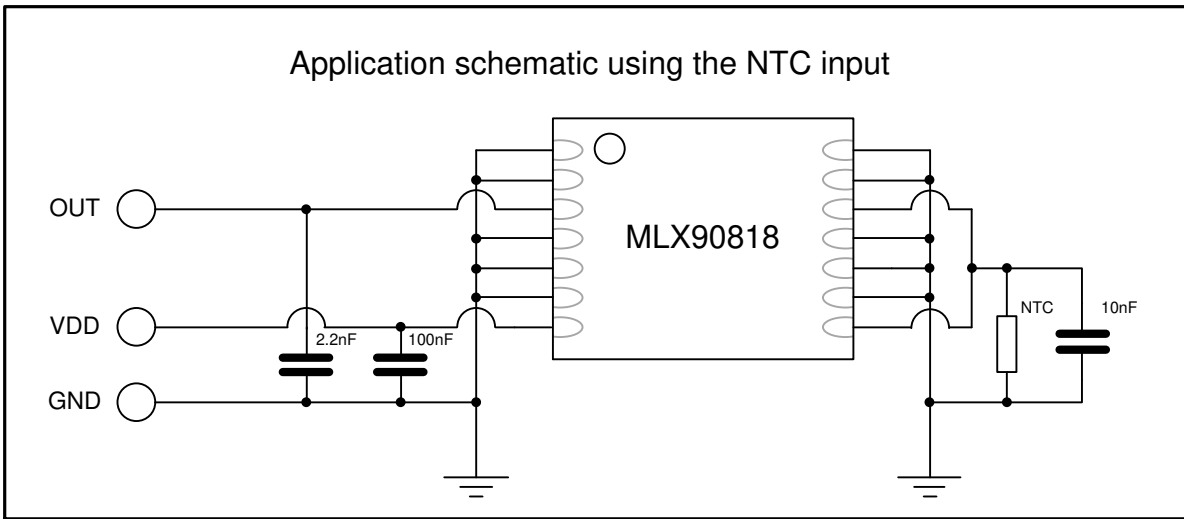 Application schematic using the NTC input
OUT
MLX90818
VDD
2.2nF
100nF
NTC
10nF
GND